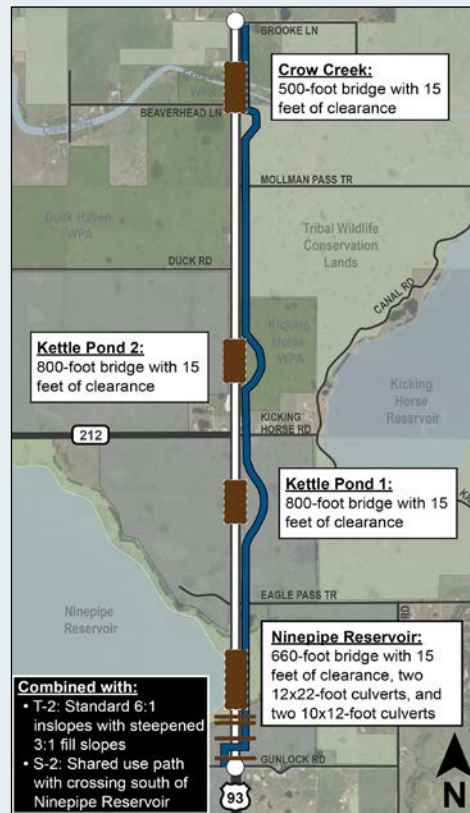 BROOKE LN
Crow Creek:
500-foot bridge with 15
feet of clearance
WPA
Crow Creek
BEAVERHEAD LN
MOLLMAN PASS TR
Duck Haven
WPA
Tribal Wildlife
Conservation
Lands
DUCK RD
CANAL RD
Kettle Pond 2:
800-foot bridge with 15
feet of clearance
Kicking
Horse
WPA
Kicking
Horse
Reservoir
KICKING
HORSE RD
212
Kettle Pond 1:
800-foot bridge with 15
feet of clearance
EAGLE PASS TR
Ninepipe
Reservoir
RD
Ninepipe Reservoir:
660-foot bridge with 15
feet of clearance, two
12x22-foot culverts, and
two 10x12-foot culverts
Combined with:
• T-2: Standard 6:1
inslopes with steepened
3:1 fill slopes
• S-2: Shared use path
with crossing south of
Ninepipe Reservoir
GUNLOCK RD
93
N